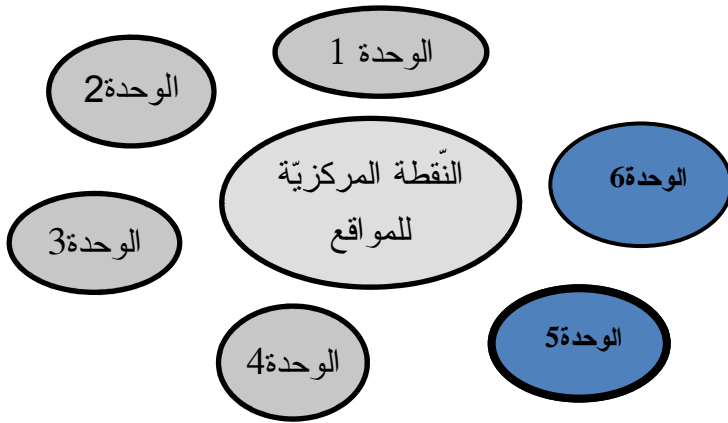 الوحدة 1
الوحدة2
النّقطة المركزيّة
للمواقع
الوحدة6
الوحدة3
الوحدة5
الوحدة4